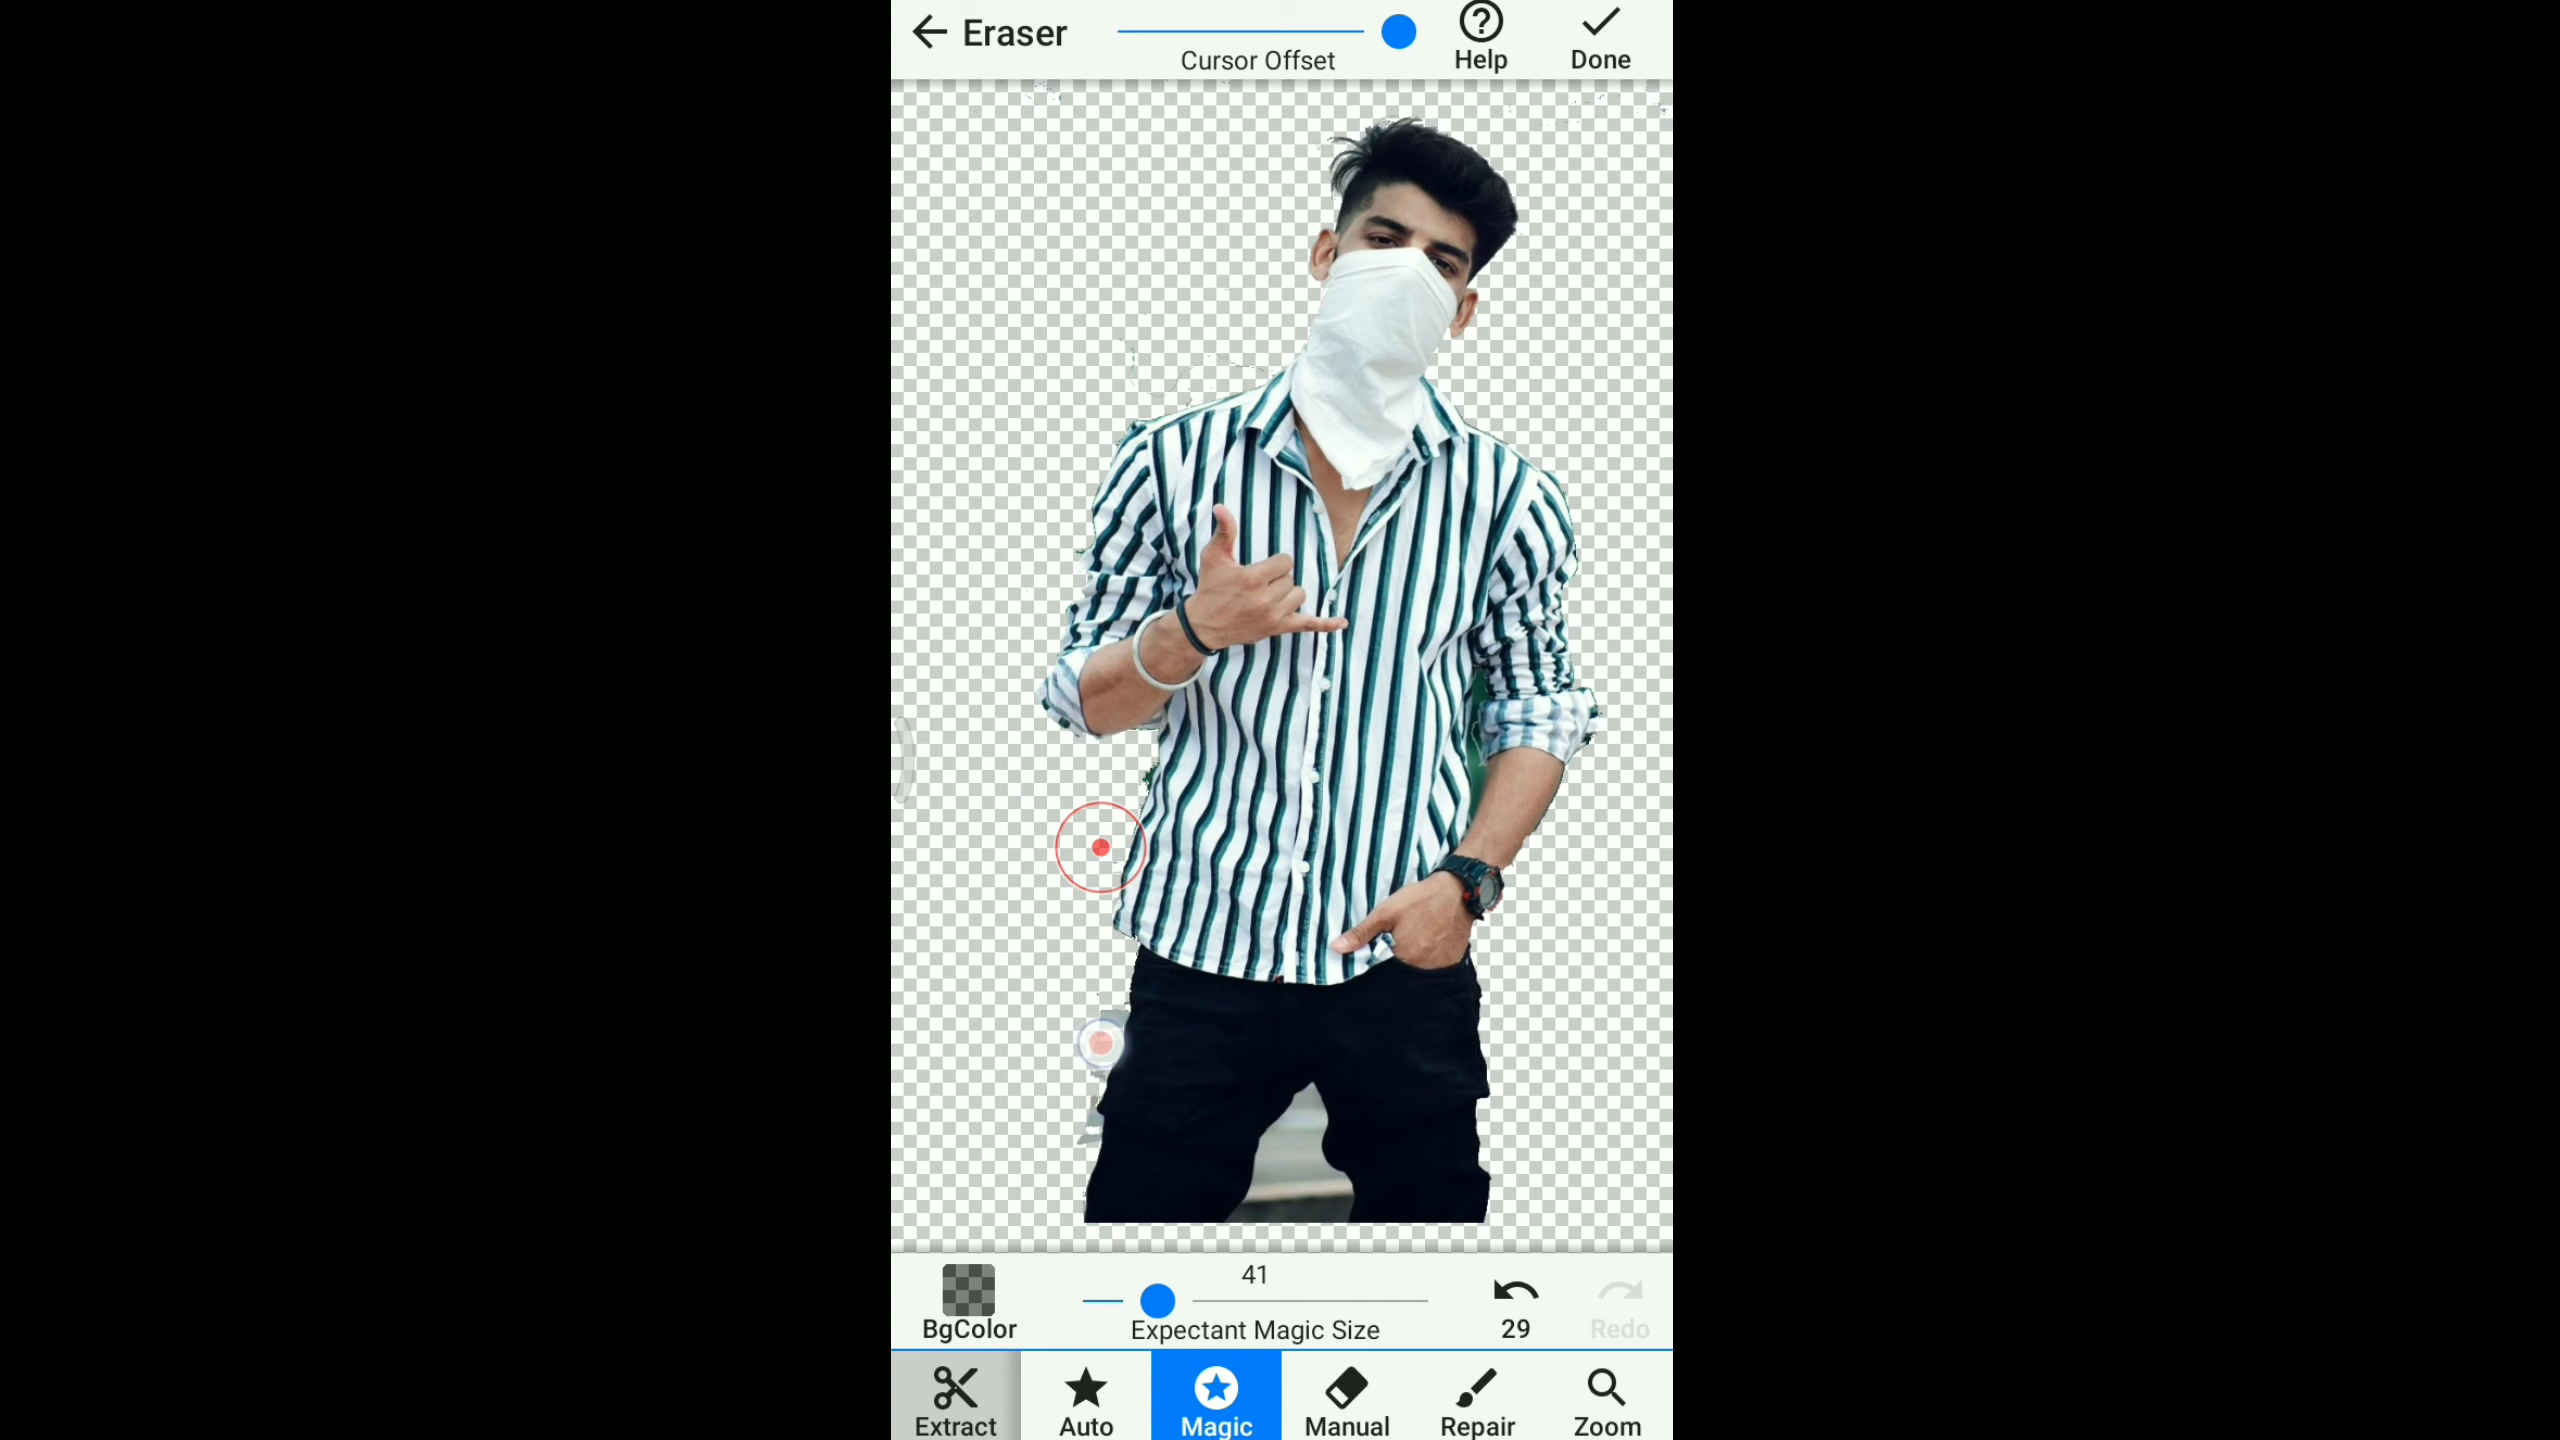 Eraser
Cursor Offset
Help
Done
BgColor
41
Expectant Magic Size
29
Redo
Extract
Auto
Magic
Manual
Repair
Zoom